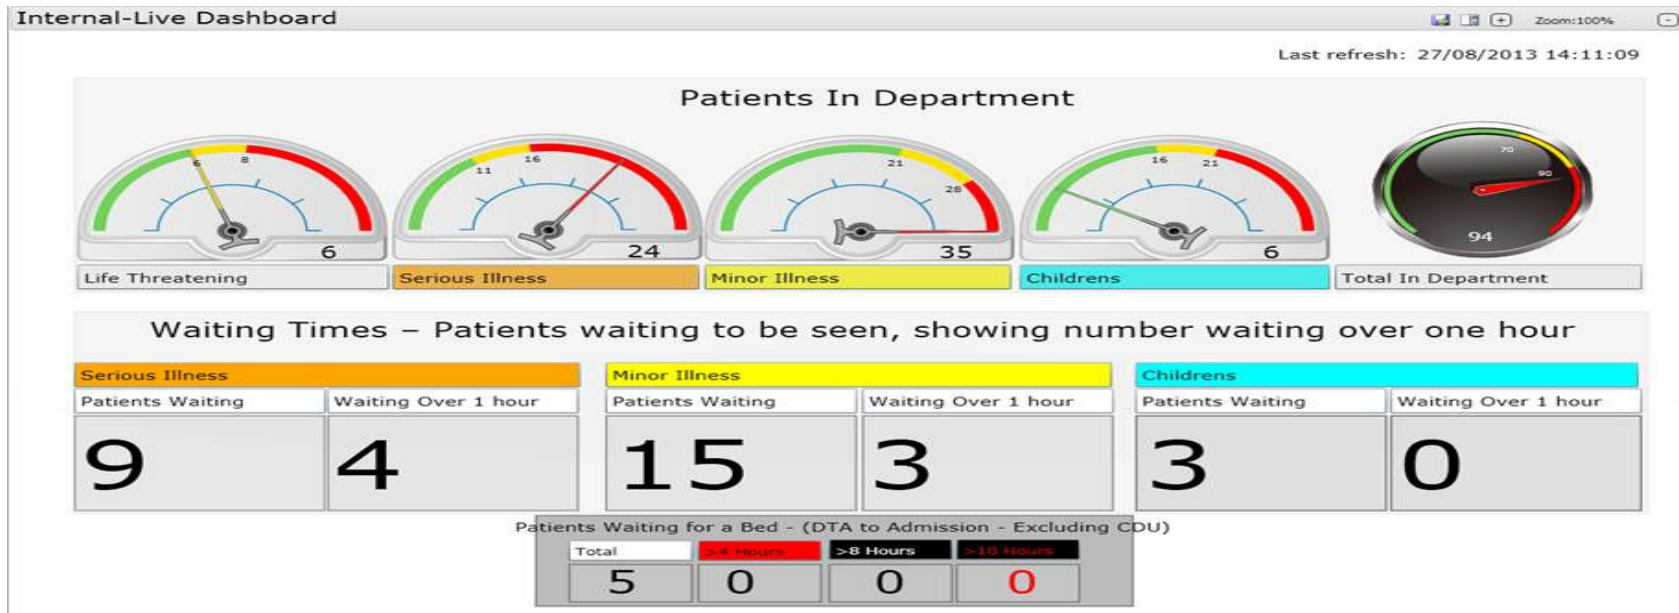 Internal-Live Dashboard
Zoom:100%
Last refresh: 27/08/2013 14:11:09
Patients In Department
6 8
11 16
21 28
16 21
70 90
6
24
35
6
94
Life Threatening
Serious Illness
Minor Illness
Childrens
Total In Department
Waiting Times – Patients waiting to be seen, showing number waiting over one hour
Serious Illness
Minor Illness
Childrens
Patients Waiting
Waiting Over 1 hour
Patients Waiting
Waiting Over 1 hour
Patients Waiting
Waiting Over 1 hour
9
4
15
3
3
0
Patients Waiting for a Bed - (DTA to Admission - Excluding CDU)
Total
>4 Hours
>8 Hours
>10 Hours
5
0
0
0